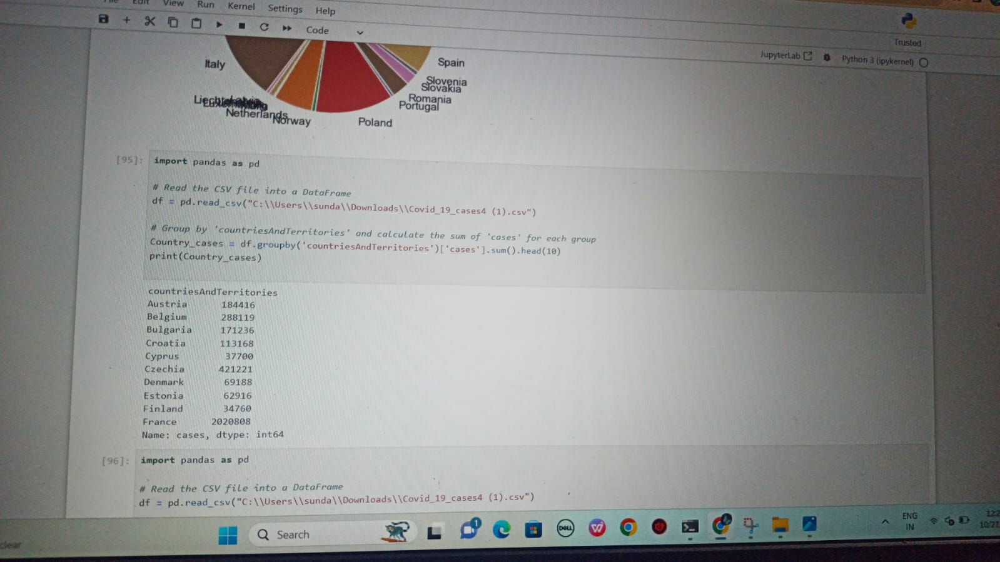 Edit View Run Kernel Settings Help
Code
Trusted
JupyterLab Python 3 (ipykernel)
Italy
Spain
Slovenia
Slovakia
Romania
Portugal
Netherlands
Norway
Poland
[95]: import pandas as pd
# Read the CSV file into a DataFrame
df = pd.read_csv("C:\\Users\\sunda\\Downloads\\Covid_19_cases4 (1).csv")
# Group by 'countriesAndTerritories' and calculate the sum of 'cases' for each group
Country_cases = df.groupby('countriesAndTerritories')['cases'].sum().head(10)
print(Country_cases)
countriesAndTerritories
Austria 184416
Belgium 288119
Bulgaria 171236
Croatia 113168
Cyprus 37700
Czechia 421221
Denmark 69188
Estonia 62916
Finland 34760
France 2020808
Name: cases, dtype: int64
[96]: import pandas as pd
# Read the CSV file into a DataFrame
df = pd.read_csv("C:\\Users\\sunda\\Downloads\\Covid_19_cases4 (1).csv")
Search
1
DELL
ENG
IN
12:2
10/27
clear